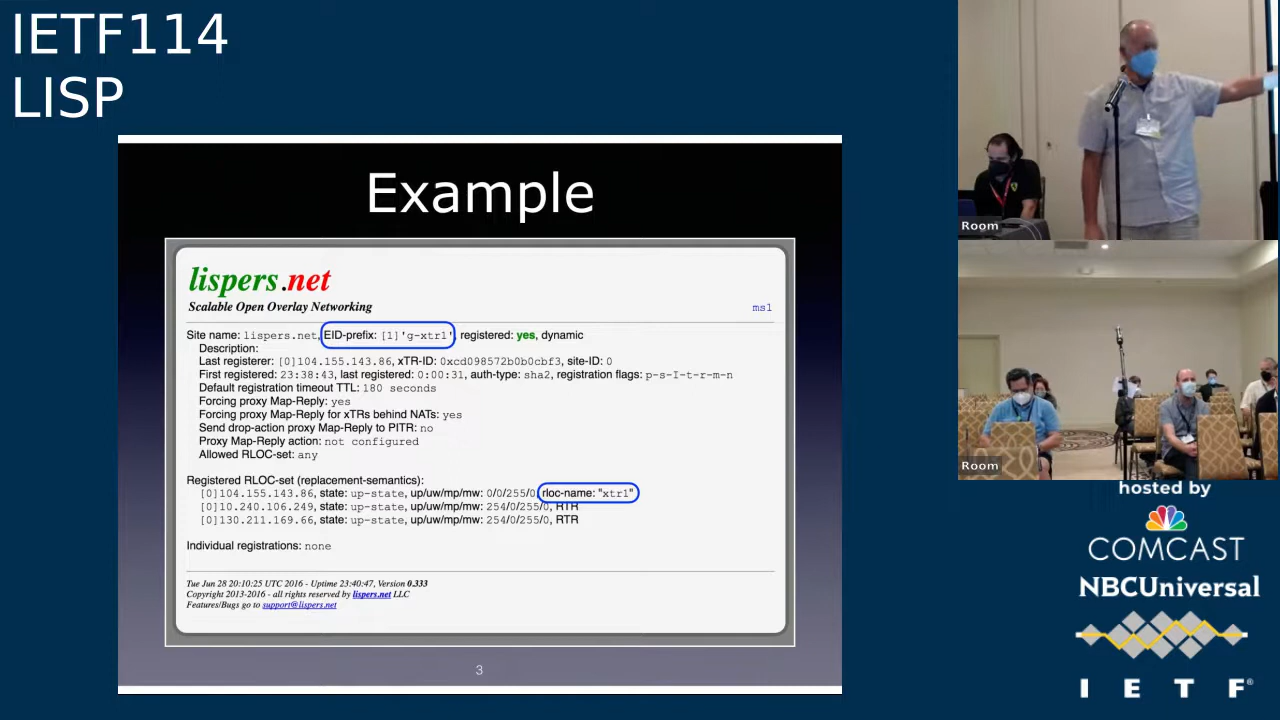 IETF114
LISP
Example
lispers.net
Scalable Open Overlay Networking
ms1
Site name: lispers.net, EID-prefix: [1]'g-xtr1', registered: yes, dynamic
Description:
Last registerer: [0]104.155.143.86, xTR-ID: 0xcd098572b0b0cbf3, site-ID: 0
First registered: 23:38:43, last registered: 0:00:31, auth-type: sha2, registration flags: p-s-I-t-r-m-n
Default registration timeout TTL: 180 seconds
Forcing proxy Map-Reply: yes
Forcing proxy Map-Reply for xTRs behind NATs: yes
Send drop-action proxy Map-Reply to PITR: no
Proxy Map-Reply action: not configured
Allowed RLOC-set: any
Registered RLOC-set (replacement-semantics):
[0]104.155.143.86, state: up-state, up/uw/mp/mw: 0/0/255/0, rloc-name: "xtr1"
[0]10.240.106.249, state: up-state, up/uw/mp/mw: 254/0/255/0, RTR
[0]130.211.169.66, state: up-state, up/uw/mp/mw: 254/0/255/0, RTR
Individual registrations: none
Tue Jun 28 20:10:25 UTC 2016 - Uptime 23:40:47, Version 0.333
Copyright 2013-2016 - all rights reserved by lispers.net LLC
Features/Bugs go to support@lispers.net
3
Room
Room
hosted by
COMCAST
NBCUniversal
I E T F®